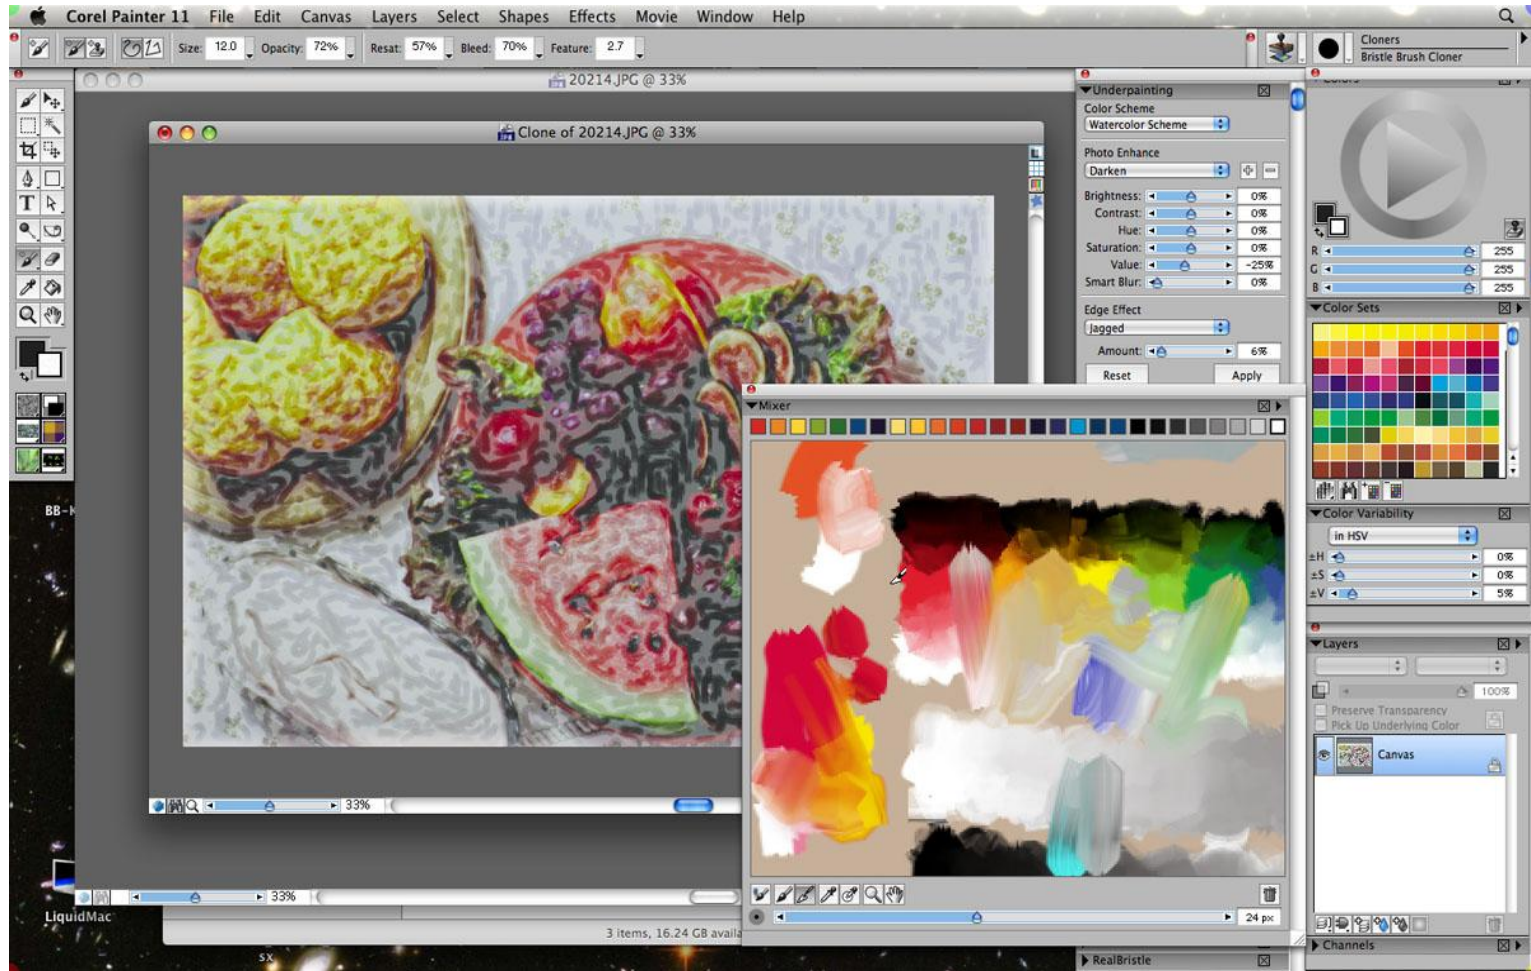 Corel Painter 11 File Edit Canvas Layers Select Shapes Effects Movie Window Help
Size: 12.0 Opacity: 72% Resat: 57% Bleed: 70% Feature: 2.7
Cloners
Bristle Brush Cloner
20214.JPG @ 33%
Clone of 20214.JPG @ 33%
33%
33%
3 items, 16.24 GB availa
BB-
LiquidMac
sx
Underpainting
Color Scheme
Watercolor Scheme
Photo Enhance
Darken
Brightness: 0%
Contrast: 0%
Hue: 0%
Saturation: 0%
Value: -25%
Smart Blur: 0%
Edge Effect
Jagged
Amount: 6%
Reset Apply
Mixer
24 px
RealBristle
R 255
G 255
B 255
Color Sets
Color Variability
in HSV
±H 0%
±S 0%
±V 5%
Layers
100%
Preserve Transparency
Pick Up Underlying Color
Canvas
Channels